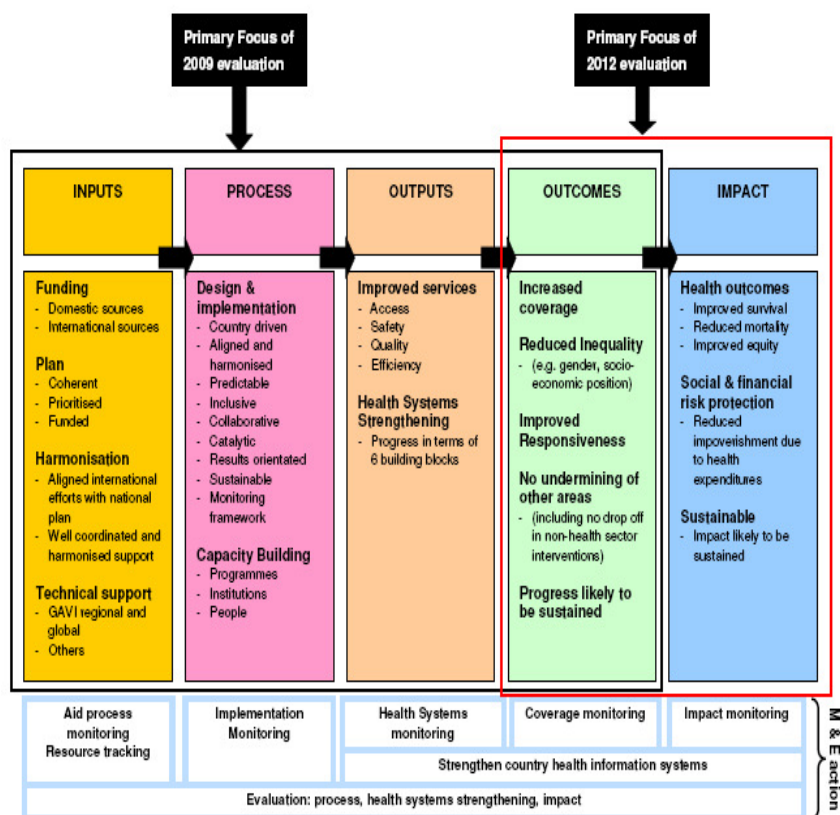 Primary Focus of
2009 evaluation
Primary Focus of
2012 evaluation
INPUTS
PROCESS
OUTPUTS
OUTCOMES
IMPACT
Funding
- Domestic sources
- International sources
Plan
- Coherent
- Prioritised
- Funded
Harmonisation
- Aligned international
efforts with national
plan
- Well coordinated and
harmonised support
Technical support
- GAVI regional and
global
- Others
Design &
implementation
- Country driven
- Aligned and
harmonised
- Predictable
- Inclusive
- Collaborative
- Catalytic
- Results orientated
- Sustainable
- Monitoring
framework
Capacity Building
- Programmes
- Institutions
- People
Improved services
- Access
- Safety
- Quality
- Efficiency
Health Systems
Strengthening
- Progress in terms of
6 building blocks
Increased
coverage
Reduced Inequality
- (e.g. gender, socio-
economic position)
Improved
Responsiveness
No undermining of
other areas
- (including no drop off
in non-health sector
interventions)
Progress likely to
be sustained
Health outcomes
- Improved survival
- Reduced mortality
- Improved equity
Social & financial
risk protection
- Reduced
impoverishment due
to health
expenditures
Sustainable
- Impact likely to be
sustained
Aid process
monitoring
Resource tracking
Implementation
Monitoring
Health Systems
monitoring
Coverage monitoring
Impact monitoring
Strengthen country health information systems
Evaluation: process, health systems strengthening, impact
M & E action